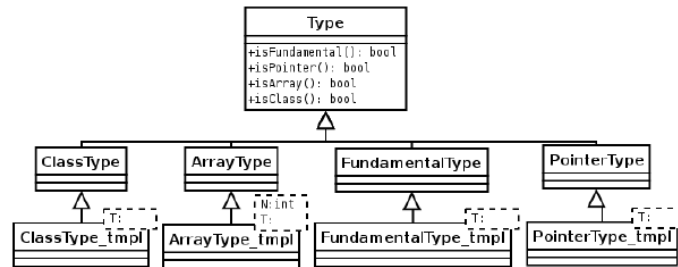 Type
+isFundamental(): bool
+isPointer(): bool
+isArray(): bool
+isClass(): bool
ClassType
ArrayType
FundamentalType
PointerType
T:
N:int
T:
T:
T:
ClassType_tmpl
ArrayType_tmpl
FundamentalType_tmpl
PointerType_tmpl